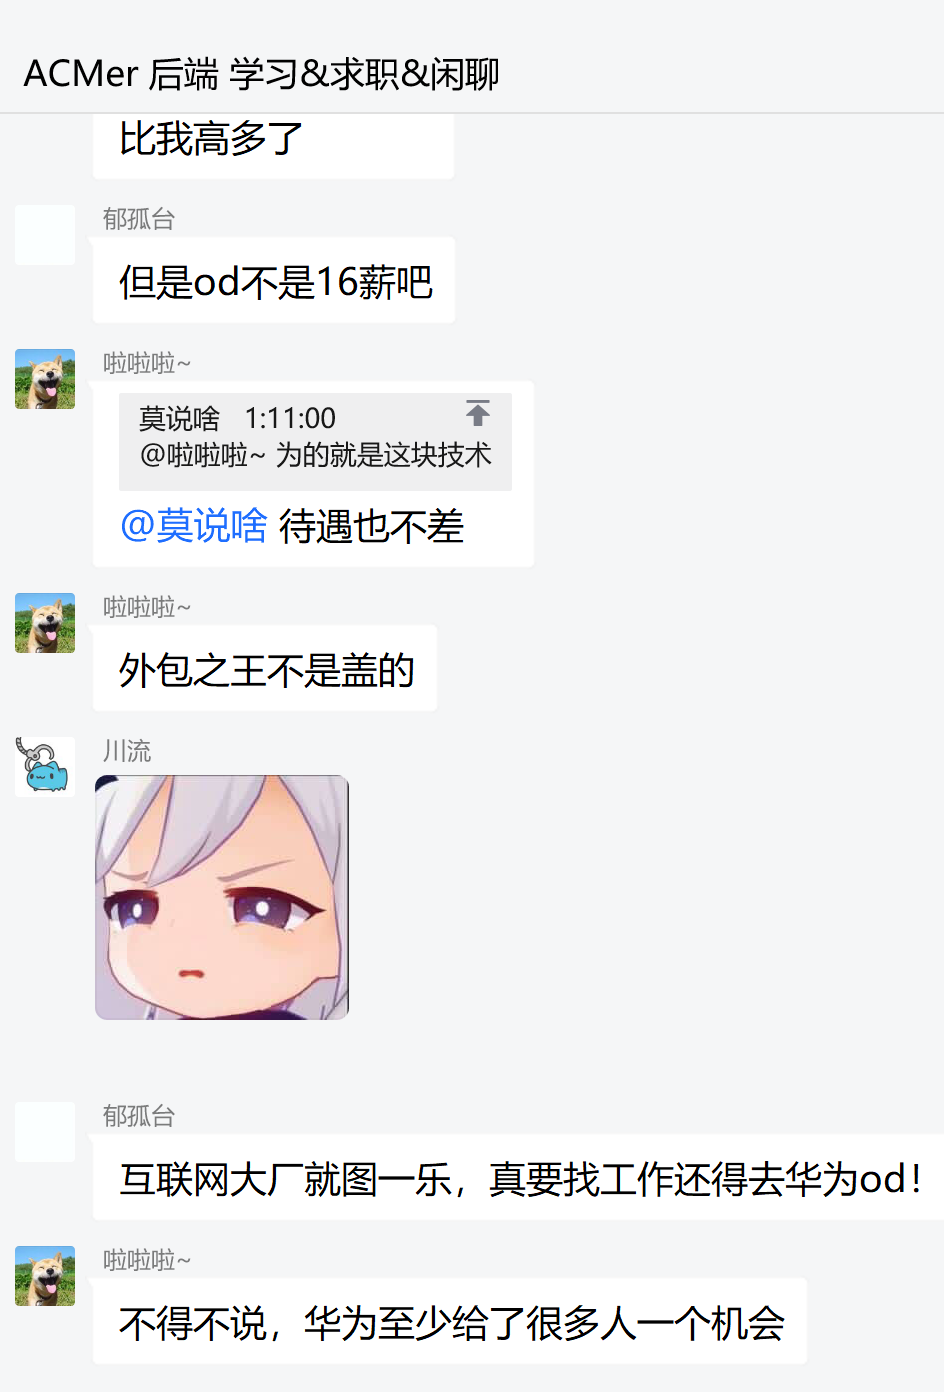 ACMer 后端 学习&求职&闲聊
比我高多了
郁孤台
但是od不是16薪吧
啦啦啦~
莫说啥 1:11:00
@啦啦啦~ 为的就是这块技术
@莫说啥 待遇也不差
啦啦啦~
外包之王不是盖的
川流
郁孤台
互联网大厂就图一乐，真要找工作还得去华为od！
啦啦啦~
不得不说，华为至少给了很多人一个机会